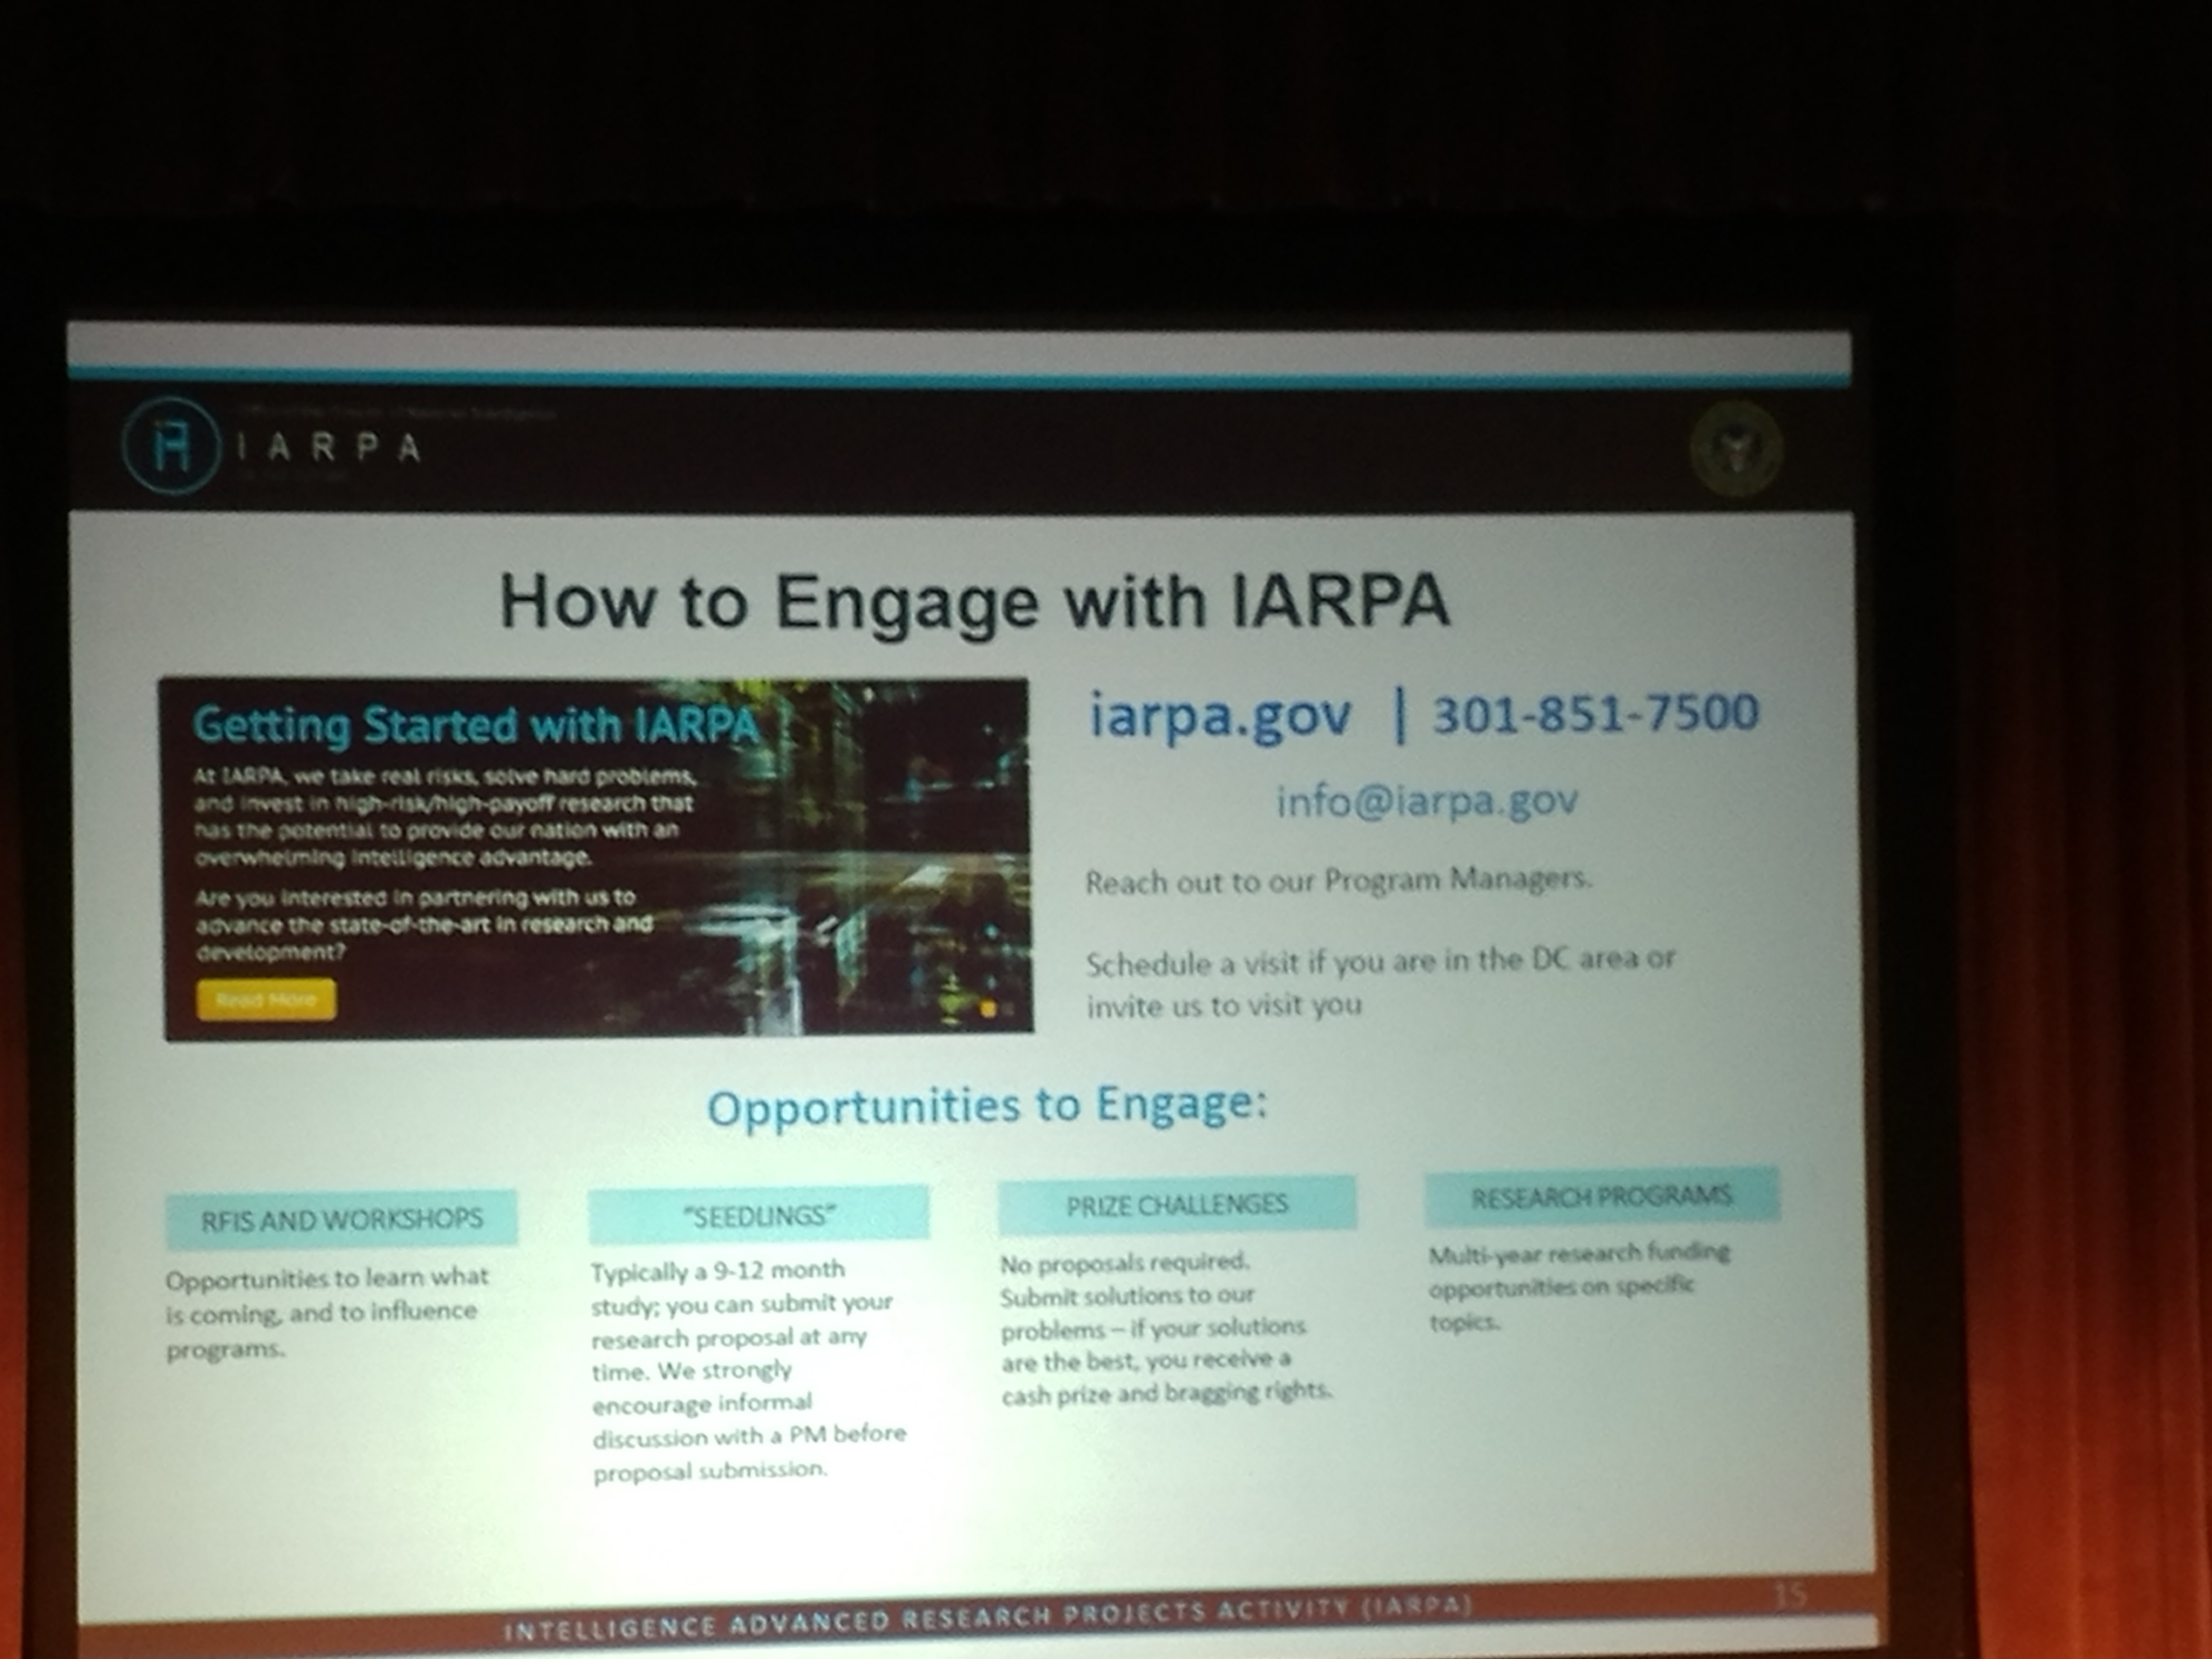 IARPA
How to Engage with IARPA
Getting Started with IARPA
At IARPA, we take real risks, solve hard problems,
and invest in high-risk/high-payoff research that
has the potential to provide our nation with an
overwhelming intelligence advantage.
Are you interested in partnering with us to
advance the state-of-the-art in research and
development?
Read More
iarpa.gov | 301-851-7500
info@iarpa.gov
Reach out to our Program Managers.
Schedule a visit if you are in the DC area or
invite us to visit you
Opportunities to Engage:
RFIS AND WORKSHOPS
Opportunities to learn what
is coming, and to influence
programs.
"SEEDLINGS"
Typically a 9-12 month
study; you can submit your
research proposal at any
time. We strongly
encourage informal
discussion with a PM before
proposal submission.
PRIZE CHALLENGES
No proposals required.
Submit solutions to our
problems – if your solutions
are the best, you receive a
cash prize and bragging rights.
RESEARCH PROGRAMS
Multi-year research funding
opportunities on specific
topics.
INTELLIGENCE ADVANCED RESEARCH PROJECTS ACTIVITY (IARPA)
15